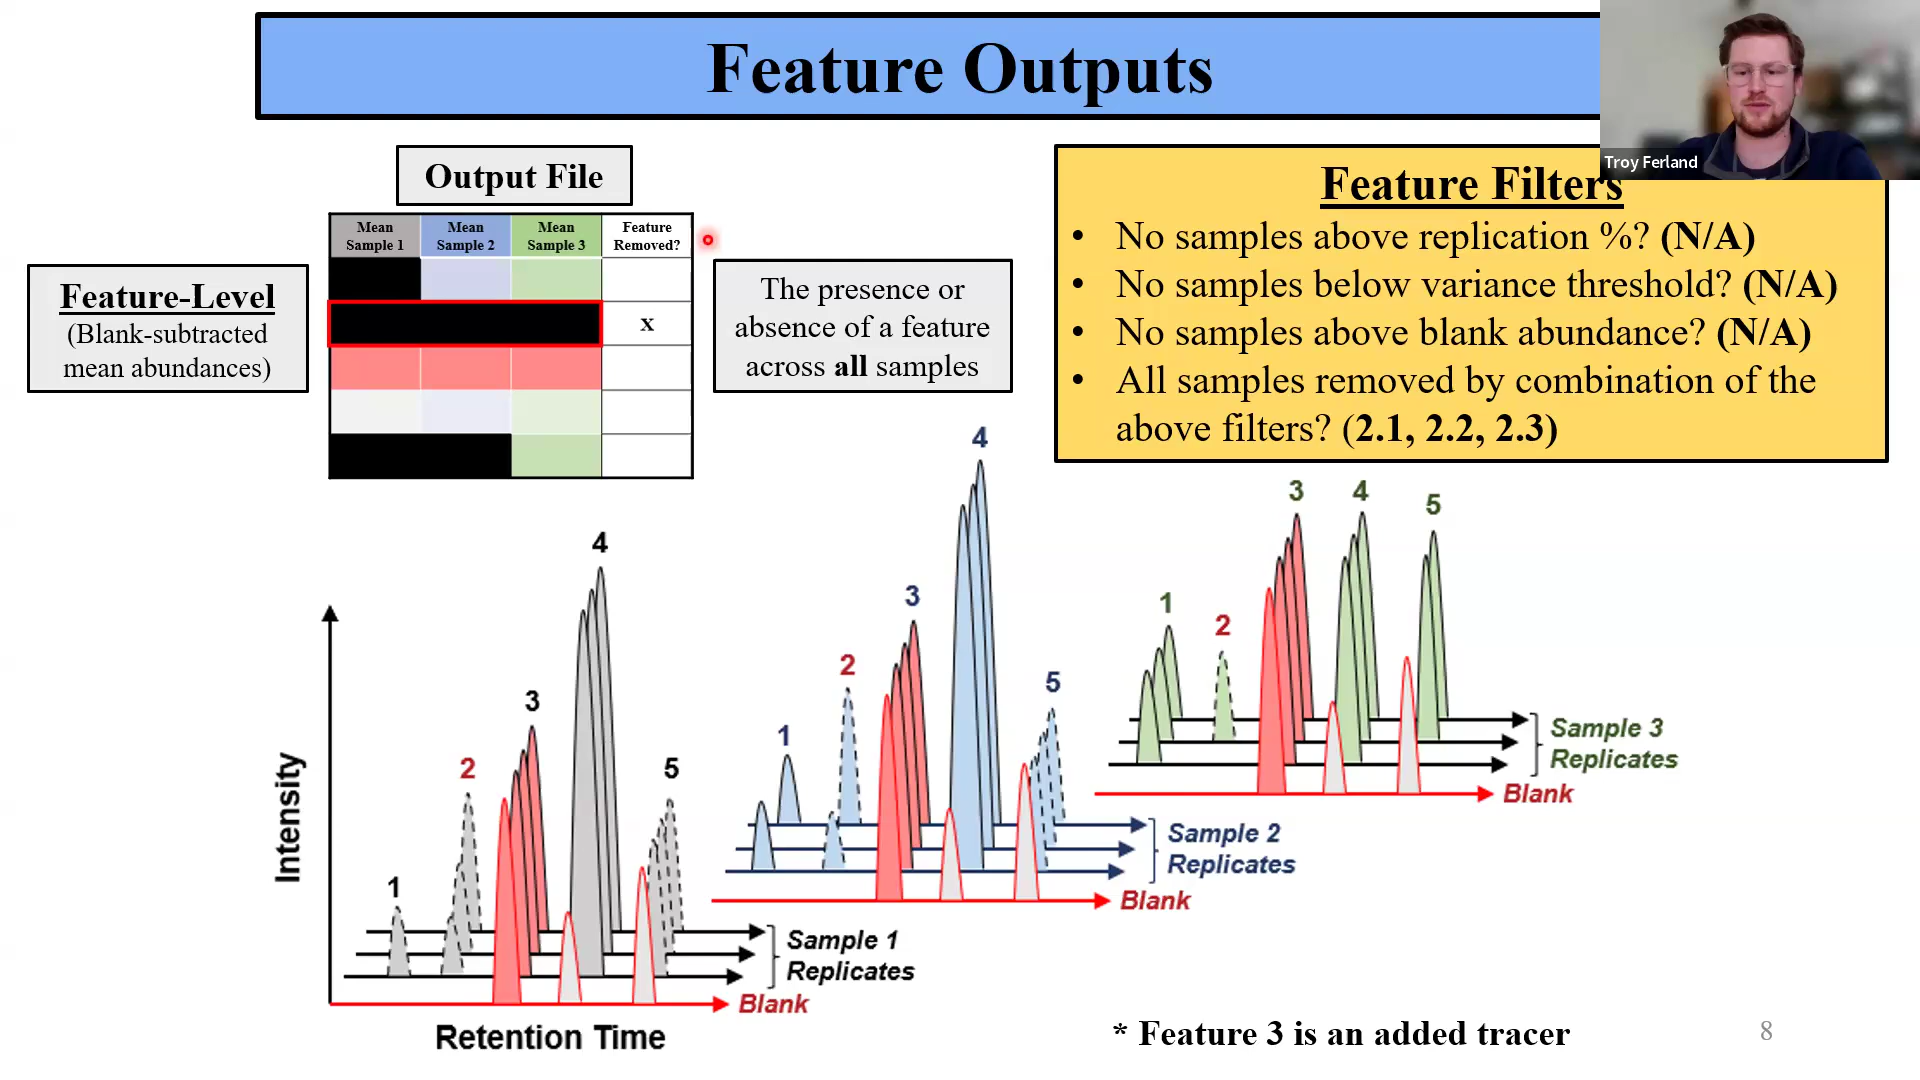 Feature Outputs
Troy Ferland
Output File
Mean Sample 1
Mean Sample 2
Mean Sample 3
Feature Removed?
X
Feature-Level
(Blank-subtracted
mean abundances)
The presence or
absence of a feature
across all samples
Feature Filters
• No samples above replication %? (N/A)
• No samples below variance threshold? (N/A)
• No samples above blank abundance? (N/A)
• All samples removed by combination of the
above filters? (2.1, 2.2, 2.3)
Intensity
Retention Time
1
2
3
4
5
Sample 1
Replicates
Blank
1
2
3
4
5
Sample 2
Replicates
Blank
1
2
3
4
5
Sample 3
Replicates
Blank
* Feature 3 is an added tracer
8